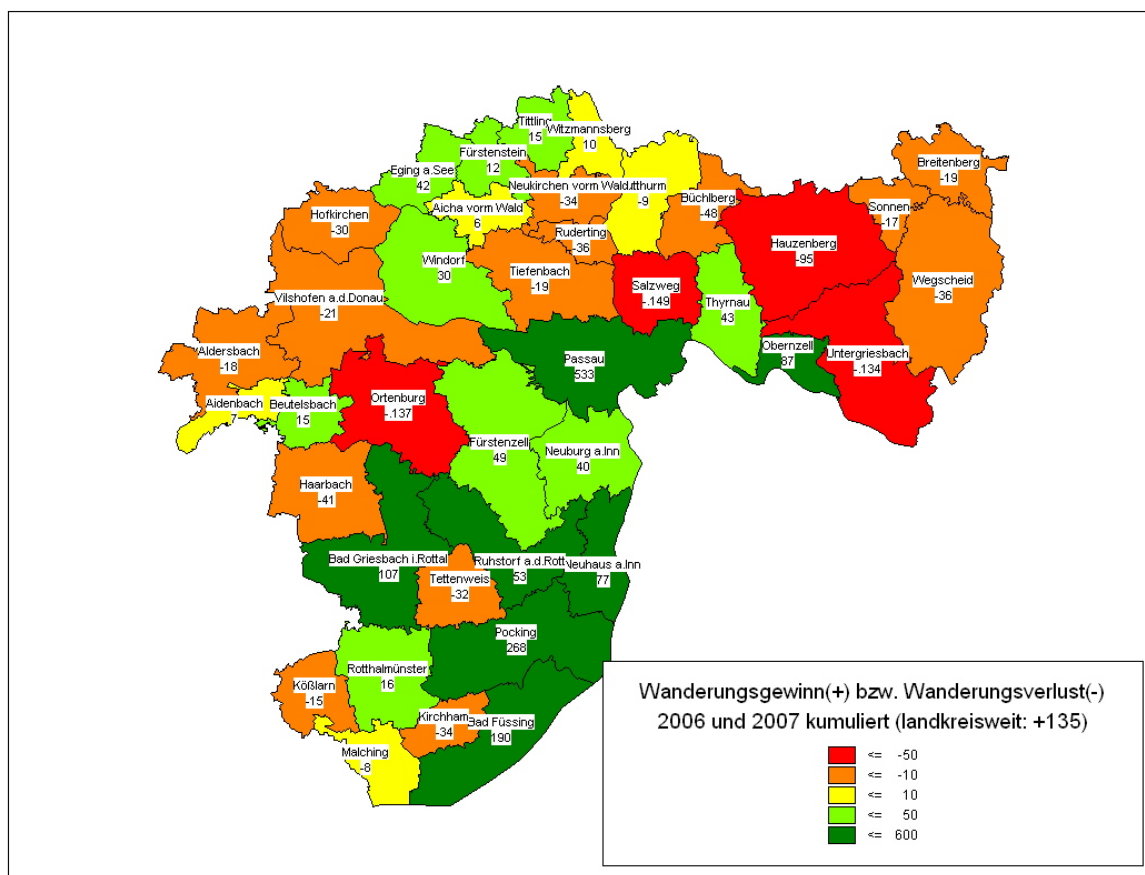 Tittling
15
Witzmannsberg
10
Fürstenstein
12
Eging a.See
42
Neukirchen vorm Wald
-34
utthurm
-9
Büchlberg
-48
Breitenberg
-19
Sonnen
-17
Aicha vorm Wald
6
Hofkirchen
-30
Ruderting
-36
Hauzenberg
-95
Windorf
30
Tiefenbach
-19
Salzweg
-.149
Thyrnau
43
Wegscheid
-36
Vilshofen a.d.Donau
-21
Aldersbach
-18
Passau
533
Obernzell
87
Untergriesbach
-.134
Aidenbach
7
Beutelsbach
15
Ortenburg
-.137
Fürstenzell
49
Neuburg a.Inn
40
Haarbach
-41
Bad Griesbach i.Rottal
107
Tettenweis
-32
Ruhstorf a.d.Rott
53
Neuhaus a.Inn
77
Pocking
268
Rotthalmünster
16
Kößlarn
-15
Kirchham
-34
Bad Füssing
190
Malching
-8
Wanderungsgewinn(+) bzw. Wanderungsverlust(-)
2006 und 2007 kumuliert (landkreisweit: +135)
<= -50
<= -10
<= 10
<= 50
<= 600